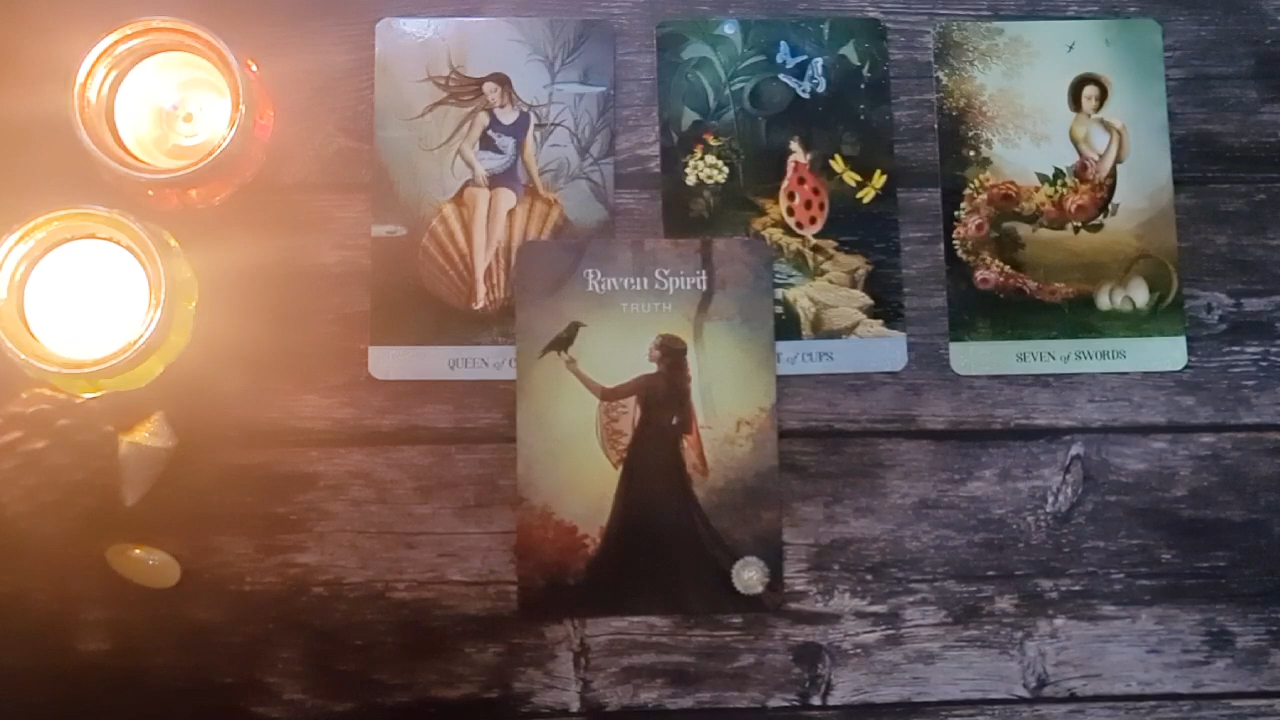 QUEEN of C
T of CUPS
SEVEN of SWORDS
Raven Spirit
TRUTH